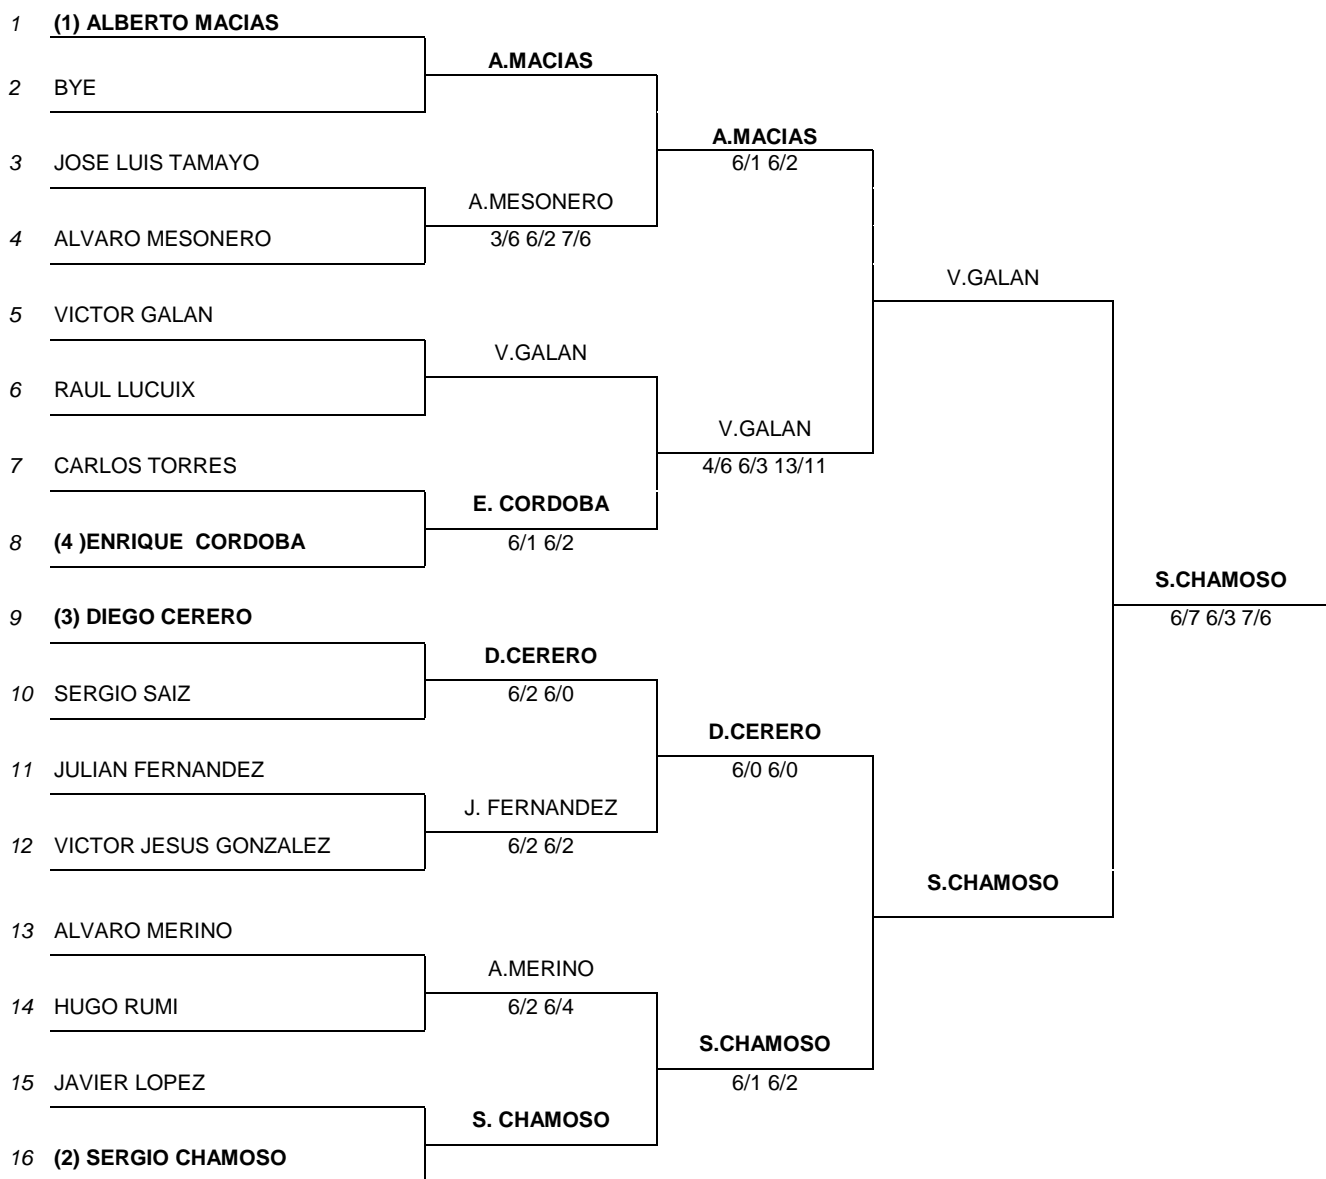 1 (1) ALBERTO MACIAS
A.MACIAS
2 BYE
A.MACIAS
3 JOSE LUIS TAMAYO
6/1 6/2
A.MESONERO
4 ALVARO MESONERO
3/6 6/2 7/6
V.GALAN
5 VICTOR GALAN
V.GALAN
6 RAUL LUCUIX
V.GALAN
7 CARLOS TORRES
4/6 6/3 13/11
E. CORDOBA
8 (4 )ENRIQUE  CORDOBA
6/1 6/2
S.CHAMOSO
9 (3) DIEGO CERERO
6/7 6/3 7/6
D.CERERO
10 SERGIO SAIZ
6/2 6/0
D.CERERO
11 JULIAN FERNANDEZ
6/0 6/0
J. FERNANDEZ
12 VICTOR JESUS GONZALEZ
6/2 6/2
S.CHAMOSO
13 ALVARO MERINO
A.MERINO
14 HUGO RUMI
6/2 6/4
S.CHAMOSO
15 JAVIER LOPEZ
6/1 6/2
S. CHAMOSO
16 (2) SERGIO CHAMOSO